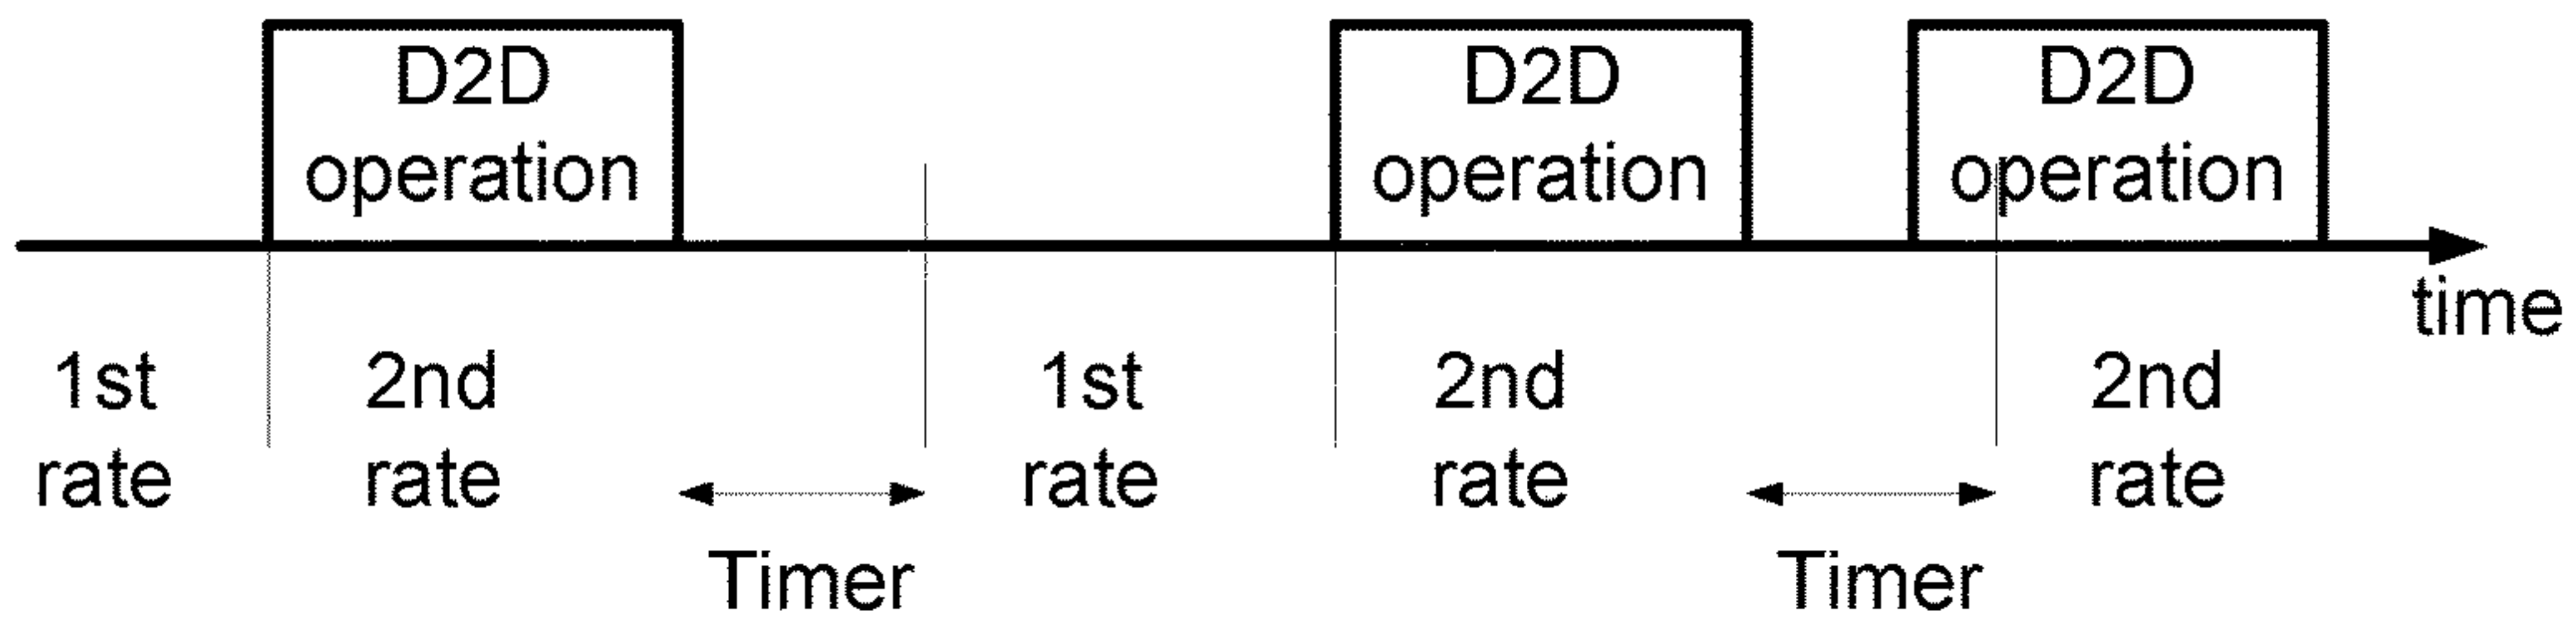 D2D
operation
D2D
operation
D2D
operation
time
1st
rate
2nd
rate
1st
rate
2nd
rate
2nd
rate
Timer
Timer